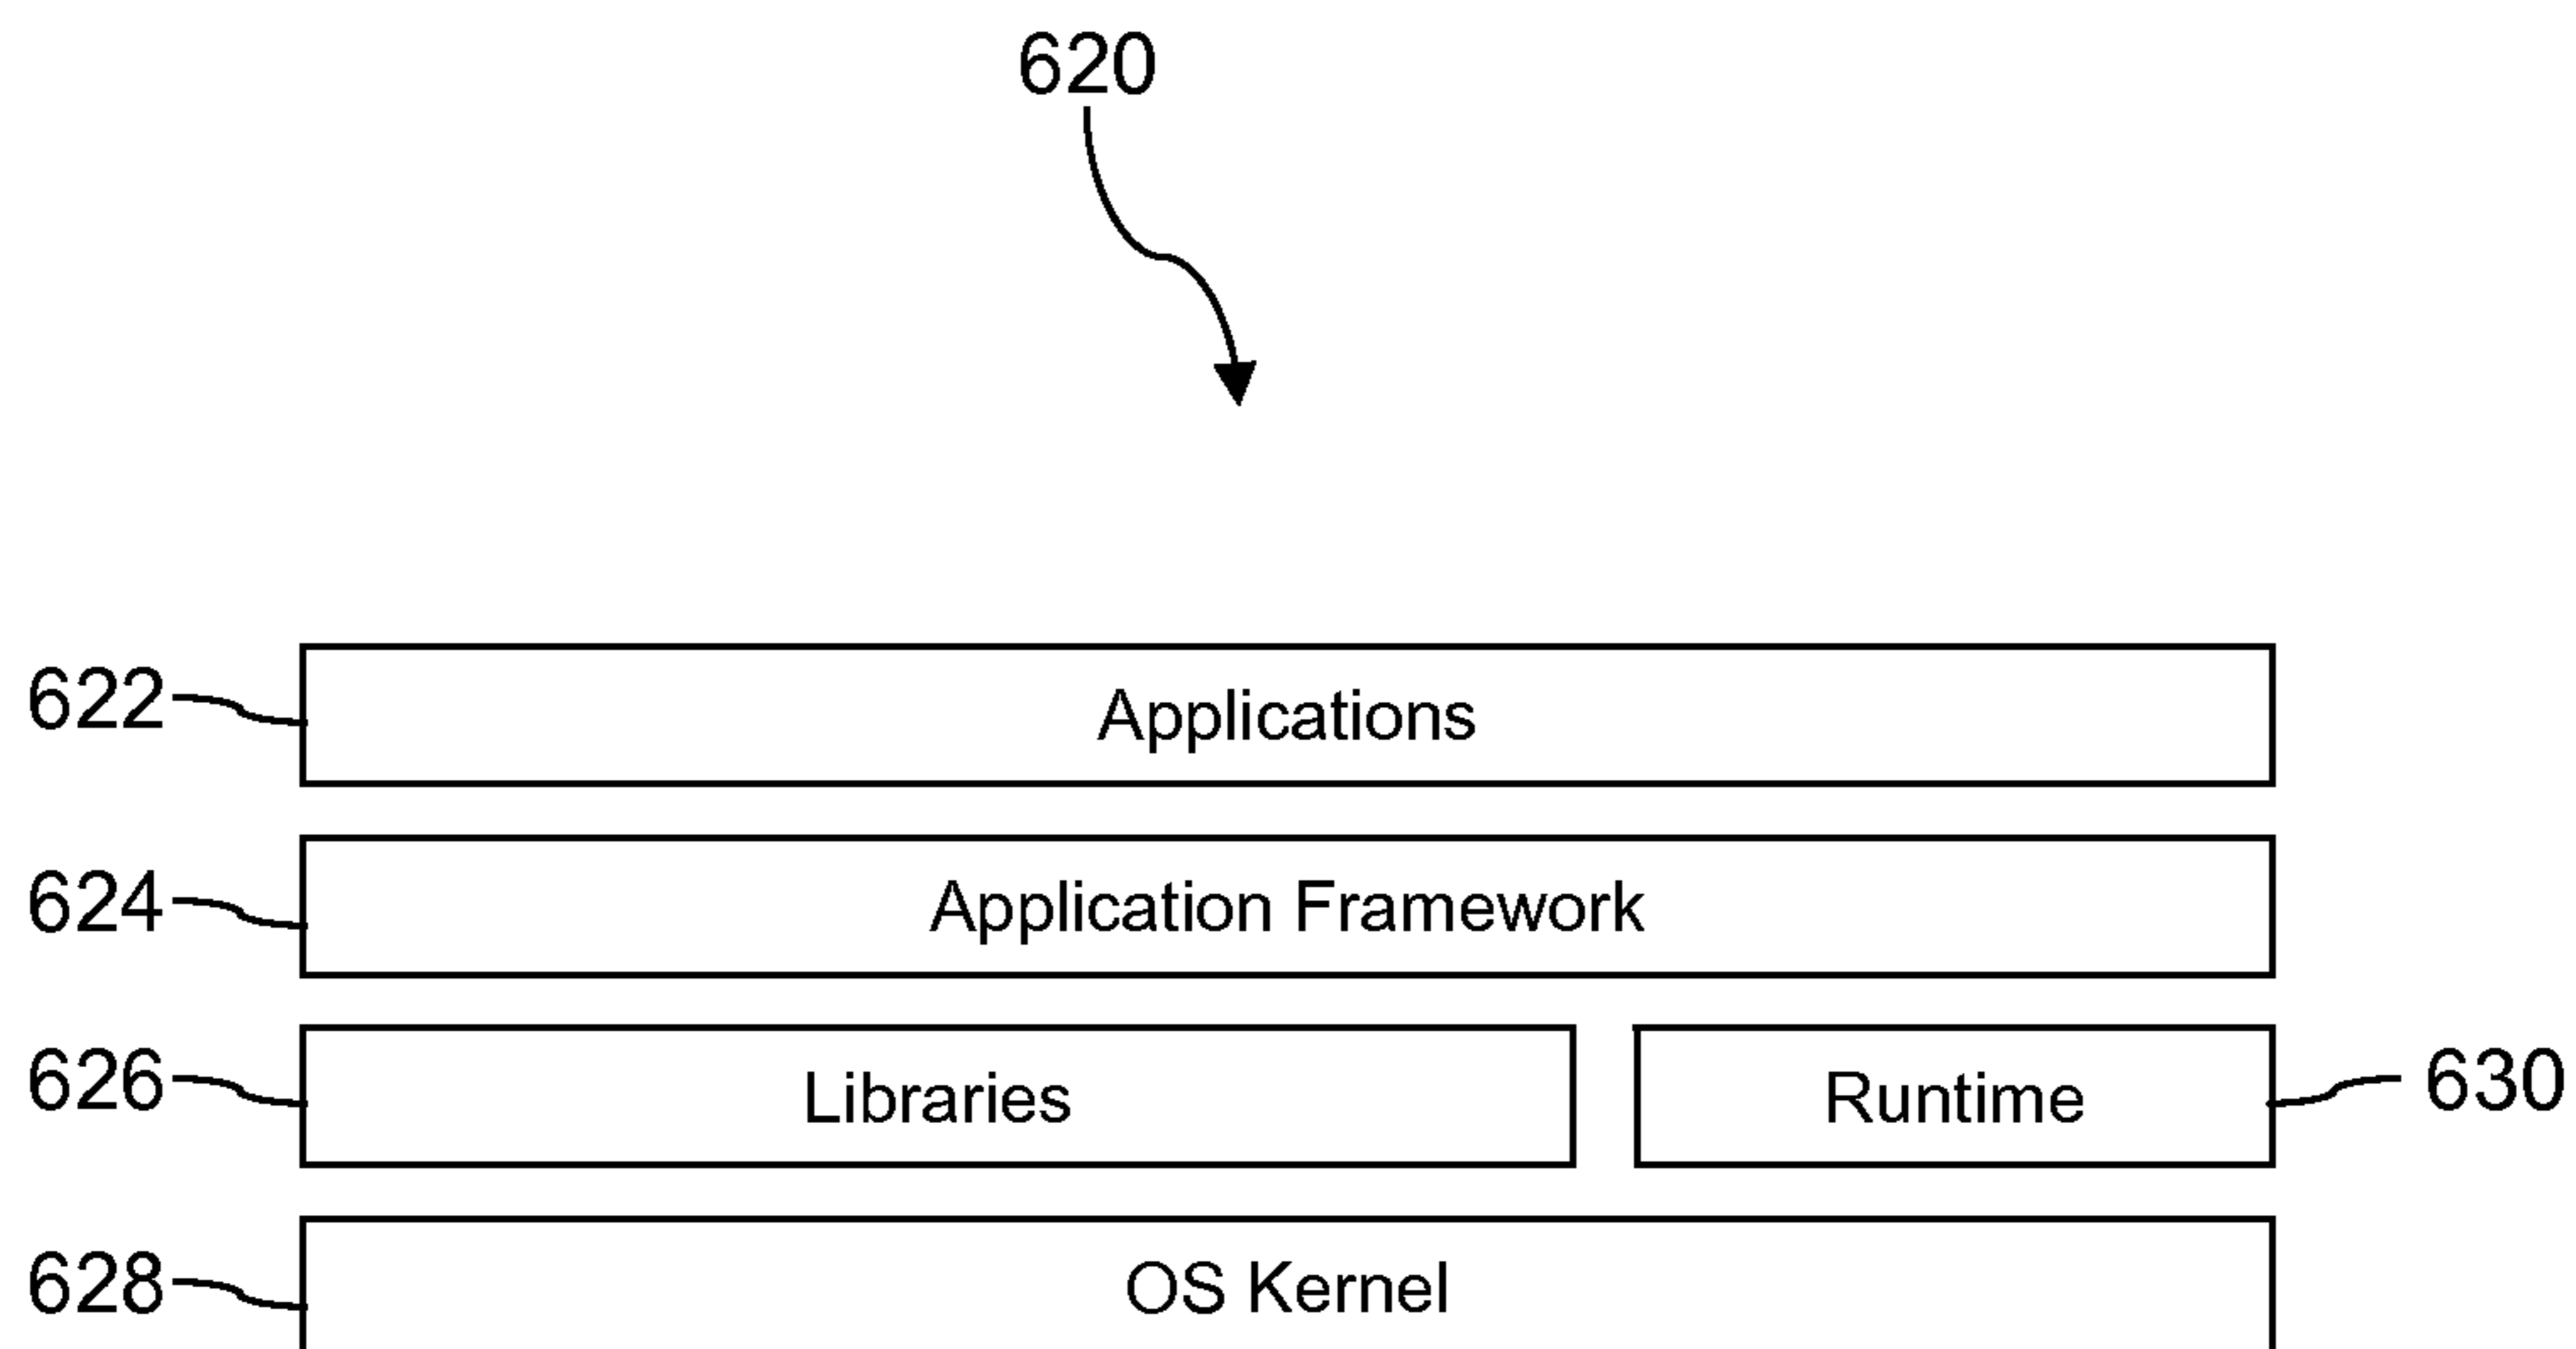 620
622 Applications
624 Application Framework
626 Libraries Runtime 630
628 OS Kernel